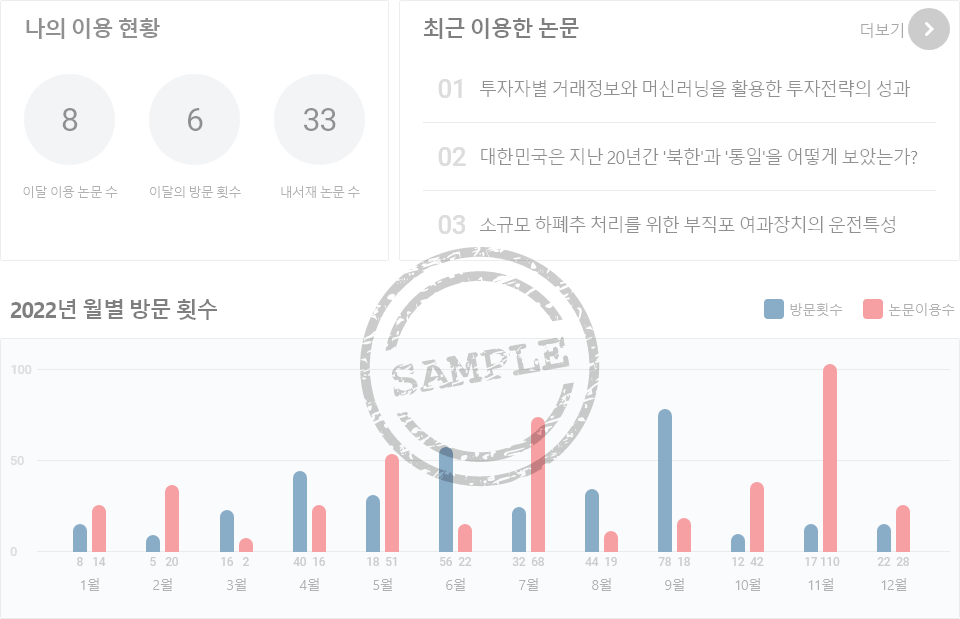 나의 이용 현황
8
6
33
이달 이용 논문 수
이달의 방문 횟수
내서재 논문 수
최근 이용한 논문
더보기
01 투자자별 거래정보와 머신러닝을 활용한 투자전략의 성과
02 대한민국은 지난 20년간 '북한'과 '통일'을 어떻게 보았는가?
03 소규모 하폐추 처리를 위한 부직포 여과장치의 운전특성
2022년 월별 방문 횟수
방문횟수
논문이용수
SAMPLE
100
50
0
8 14 5 20 16 2 40 16 18 51 56 22 32 68 44 19 78 18 12 42 17 110 22 28
1월 2월 3월 4월 5월 6월 7월 8월 9월 10월 11월 12월